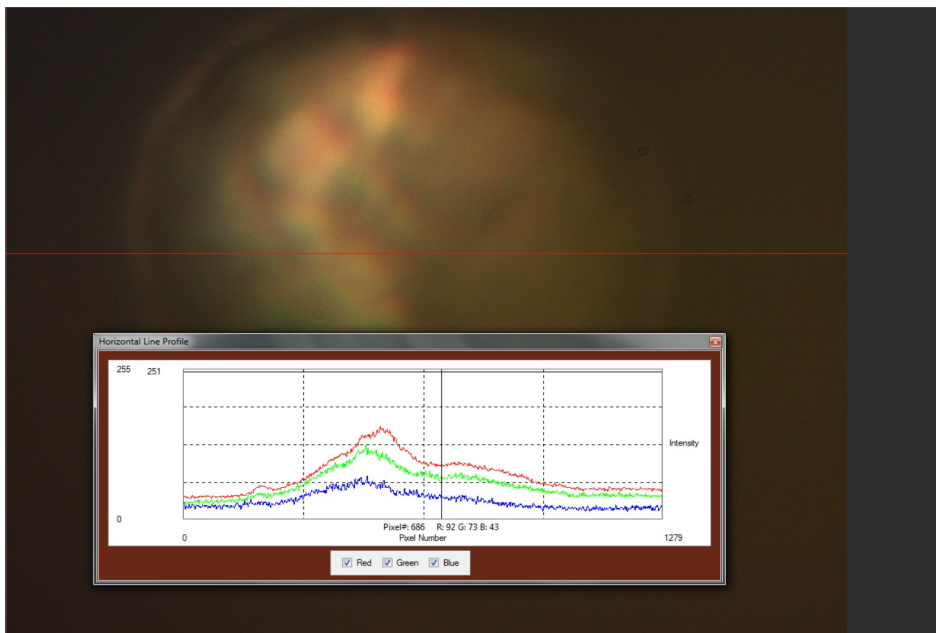 Horizontal Line Profile
255 251
Intensity
0
Pixel#: 686 R: 92 G: 73 B: 43
0 Pixel Number 1279
Red Green Blue